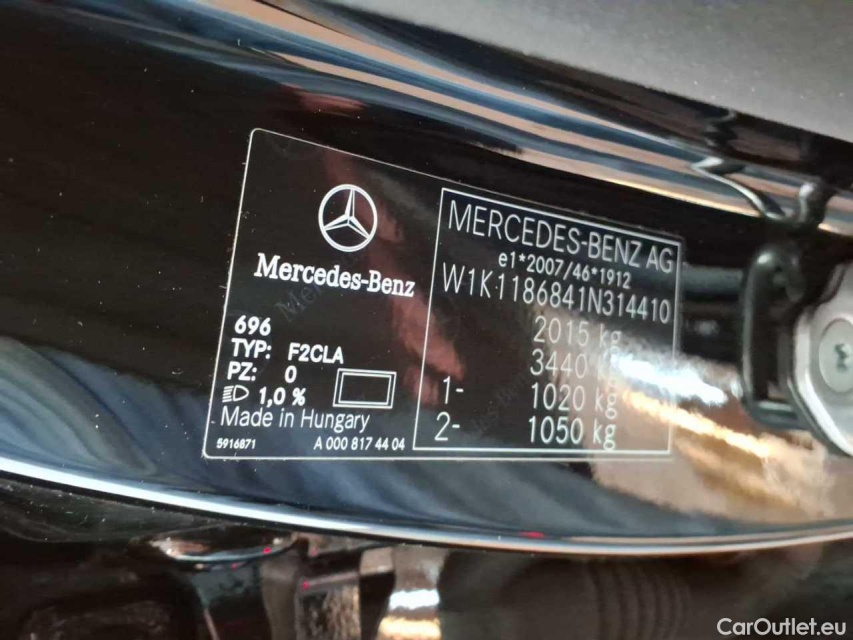 Mercedes-Benz
696
TYP: F2CLA
PZ: 0
1,0 %
Made in Hungary
5916871 A 000 817 44 04
MERCEDES-BENZ AG
e1*2007/46*1912
W1K1186841N314410
2015 kg
3440 kg
1- 1020 kg
2- 1050 kg
CarOutlet.eu